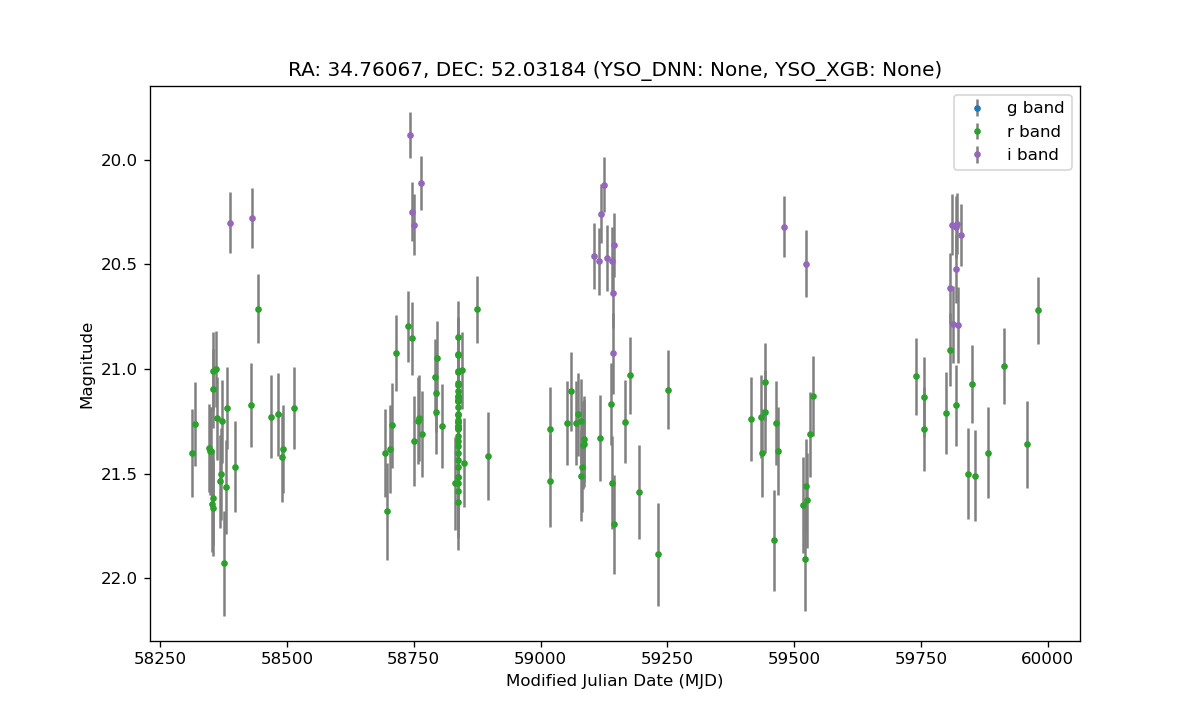 RA: 34.76067, DEC: 52.03184 (YSO_DNN: None, YSO_XGB: None)
g band
r band
i band
20.0
20.5
21.0
21.5
22.0
Magnitude
58250 58500 58750 59000 59250 59500 59750 60000
Modified Julian Date (MJD)